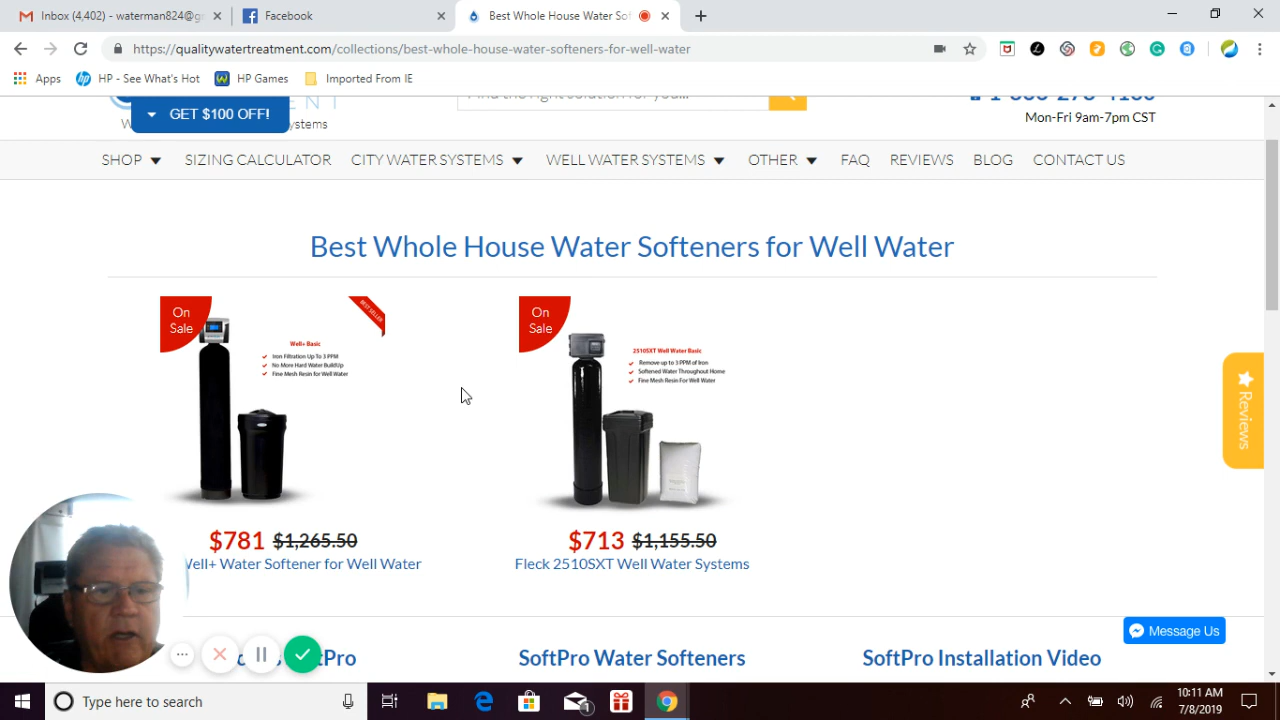 Inbox (4,402) - waterman824@g
Facebook
Best Whole House Water Sof
https://qualitywatertreatment.com/collections/best-whole-house-water-softeners-for-well-water
Apps
HP - See What's Hot
HP Games
Imported From IE
GET $100 OFF!
Mon-Fri 9am-7pm CST
SHOP
SIZING CALCULATOR
CITY WATER SYSTEMS
WELL WATER SYSTEMS
OTHER
FAQ
REVIEWS
BLOG
CONTACT US
Best Whole House Water Softeners for Well Water
On
Sale
BEST SELLER
Well+ Basic
Iron Filtration Up To 3 PPM
No More Hard Water BuildUp
Fine Mesh Resin for Well Water
On
Sale
2510SXT Well Water Basic
Remove up to 3 PPM of Iron
Softened Water Throughout Home
Fine Mesh Resin For Well Water
$781 $1,265.50
Well+ Water Softener for Well Water
$713 $1,155.50
Fleck 2510SXT Well Water Systems
Reviews
Message Us
Pro
SoftPro Water Softeners
SoftPro Installation Video
Type here to search
1
10:11 AM
7/8/2019